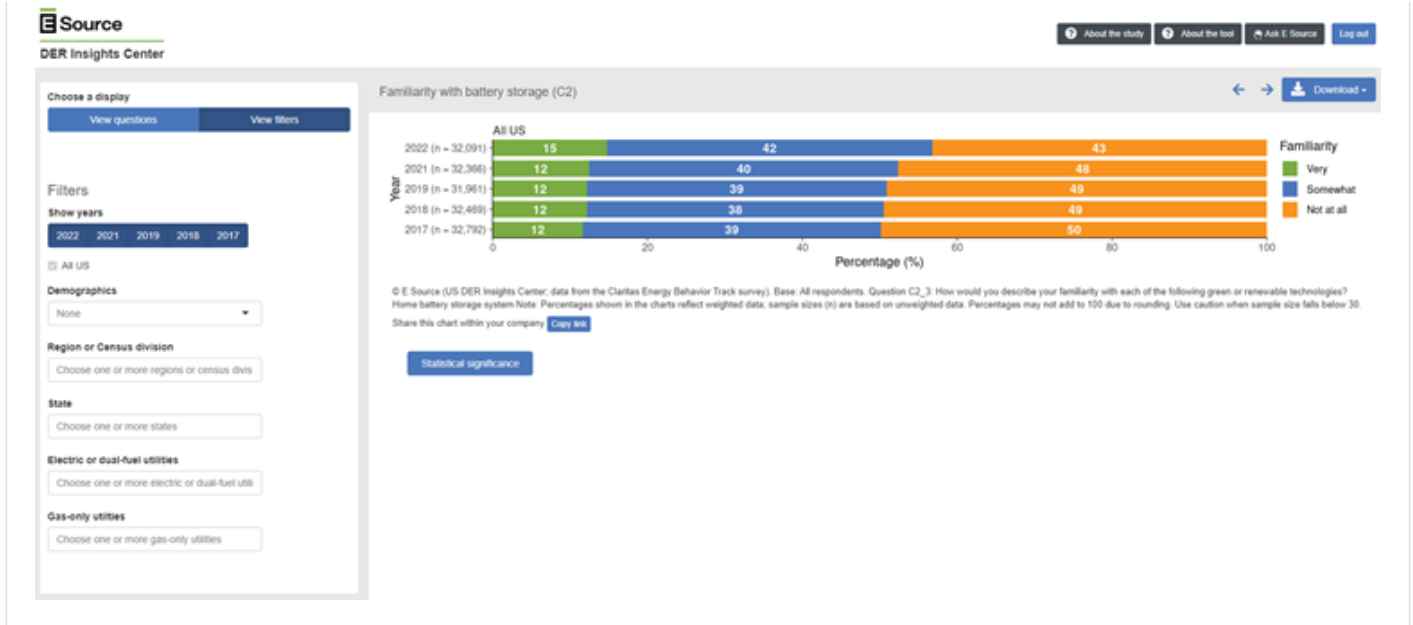 E Source
DER Insights Center
About the study
About the tool
Ask E Source
Log out
Choose a display
View questions
View filters
Filters
Show years
2022 2021 2019 2018 2017
All US
Demographics
None
Region or Census division
Choose one or more regions or census divis
State
Choose one or more states
Electric or dual-fuel utilities
Choose one or more electric or dual-fuel utili
Gas-only utilities
Choose one or more gas-only utilities
Familiarity with battery storage (C2)
Download
All US
Year
2022 (n = 32,091) 15 42 43
2021 (n = 32,366) 12 40 48
2019 (n = 31,961) 12 39 49
2018 (n = 32,469) 12 38 49
2017 (n = 32,792) 12 39 50
0 20 40 60 80 100
Percentage (%)
Familiarity
Very
Somewhat
Not at all
© E Source (US DER Insights Center; data from the Claritas Energy Behavior Track survey). Base: All respondents. Question C2_3. How would you describe your familiarity with each of the following green or renewable technologies?
Home battery storage system Note: Percentages shown in the charts reflect weighted data; sample sizes (n) are based on unweighted data. Percentages may not add to 100 due to rounding. Use caution when sample size falls below 30.
Share this chart within your company Copy link
Statistical significance